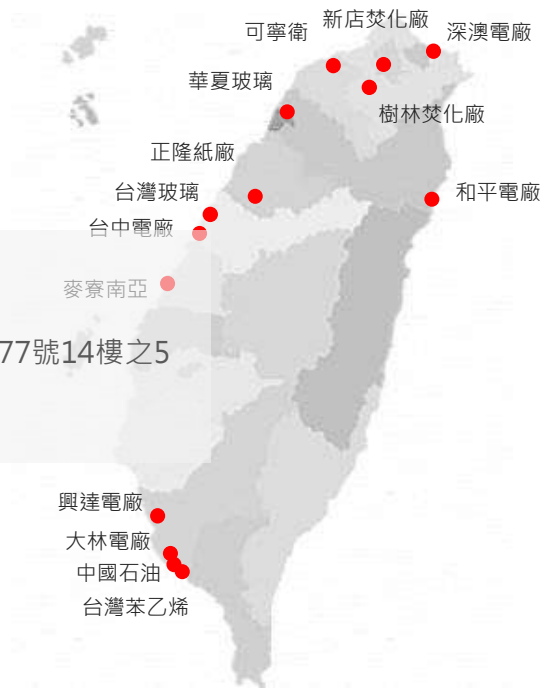 新店焚化廠
可寧衛
深澳電廠
華夏玻璃
樹林焚化廠
正隆紙廠
台灣玻璃
和平電廠
台中電廠
麥寮南亞
77號14樓之5
興達電廠
大林電廠
中國石油
台灣苯乙烯